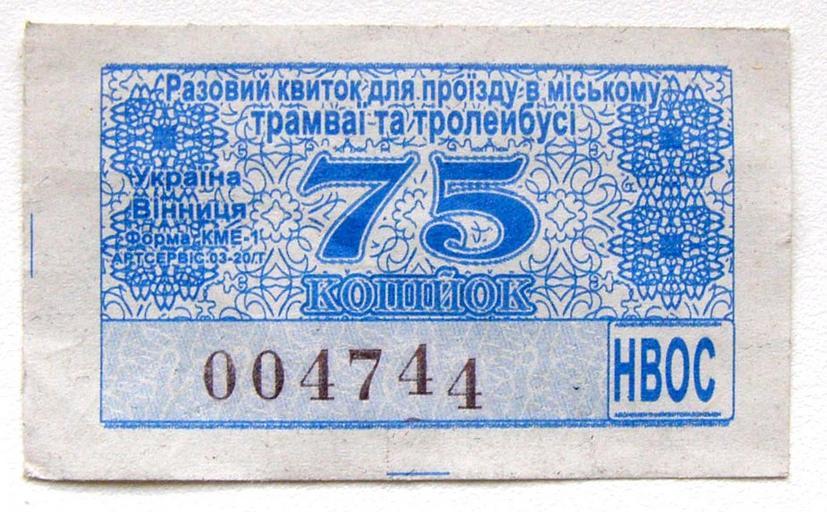 Разовий квиток для проїзду в міському
трамваї та тролейбусі
75
КОПІЙОК
Україна
Вінниця
Форма КМЕ-1
АРТСЕРВІС.03-20/Т
004744
НВОС